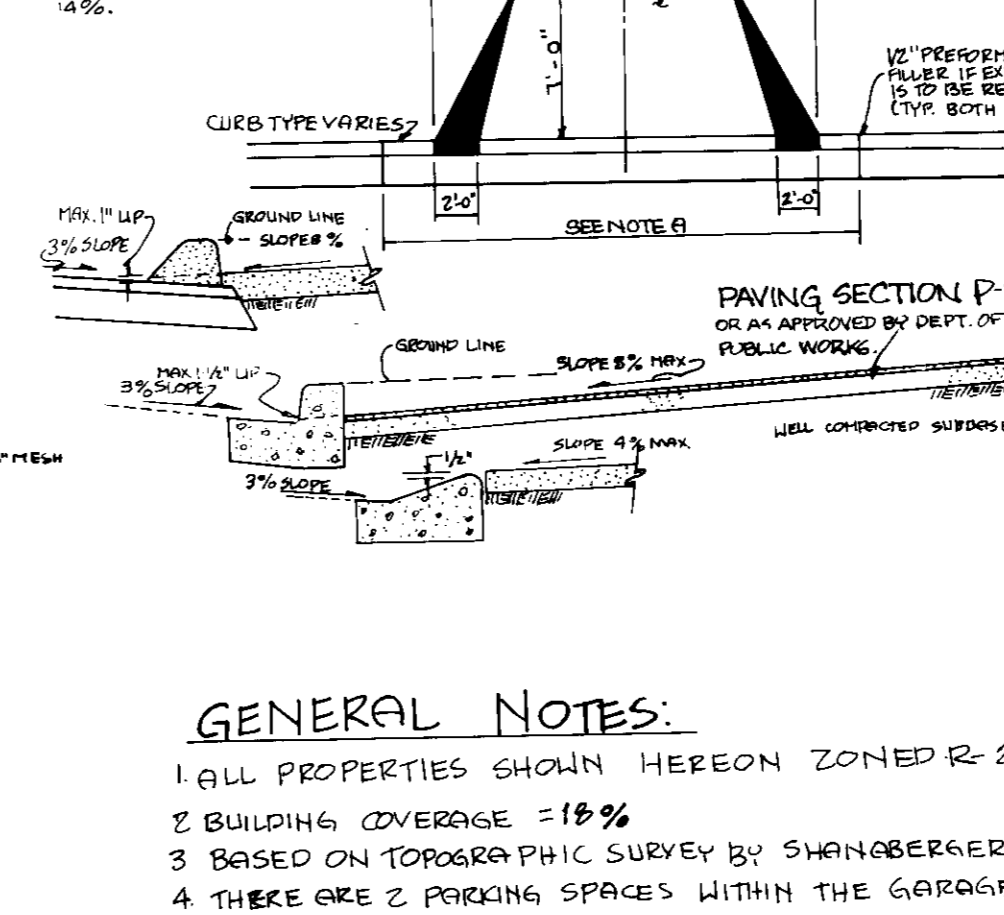 14%.
1'-0"
1/2" PREFORM
FILLER IF EX
IS TO BE RE
(TYP. BOTH
CURB TYPE VARIES
2'-0"
2'-0"
SEE NOTE A
MAX. 1" UP
3% SLOPE
GROUND LINE
SLOPE 8%
PAVING SECTION P-
OR AS APPROVED BY DEPT. OF
PUBLIC WORKS.
GROUND LINE
SLOPE 8% MAX
MAX 1 1/2" UP
3% SLOPE
WELL COMPACTED SUBBASE
" MESH
SLOPE 4% MAX
1/2"
3% SLOPE
GENERAL NOTES:
1. ALL PROPERTIES SHOWN HEREON ZONED R-2
2 BUILDING COVERAGE = 18%
3 BASED ON TOPOGRAPHIC SURVEY BY SHANABERGER
4. THERE ARE 2 PARKING SPACES WITHIN THE GARAGE